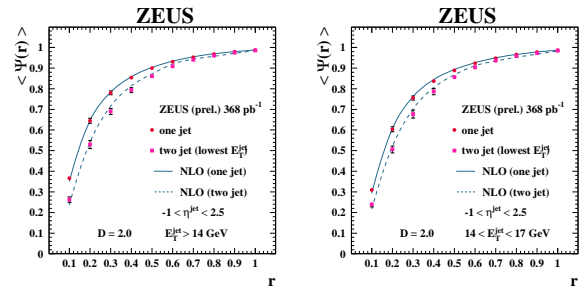 ZEUS
< Ψ(r) >
1
0.9
0.8
0.7
0.6
0.5
0.4
0.3
0.2
0.1
0
ZEUS (prel.) 368 pb⁻¹
one jet
two jet (lowest E_T^jet)
NLO (one jet)
NLO (two jet)
-1 < η^jet < 2.5
D = 2.0 E_T^jet > 14 GeV
0.1 0.2 0.3 0.4 0.5 0.6 0.7 0.8 0.9 1
r
ZEUS
< Ψ(r) >
1
0.9
0.8
0.7
0.6
0.5
0.4
0.3
0.2
0.1
0
ZEUS (prel.) 368 pb⁻¹
one jet
two jet (lowest E_T^jet)
NLO (one jet)
NLO (two jet)
-1 < η^jet < 2.5
D = 2.0 14 < E_T^jet < 17 GeV
0.1 0.2 0.3 0.4 0.5 0.6 0.7 0.8 0.9 1
r